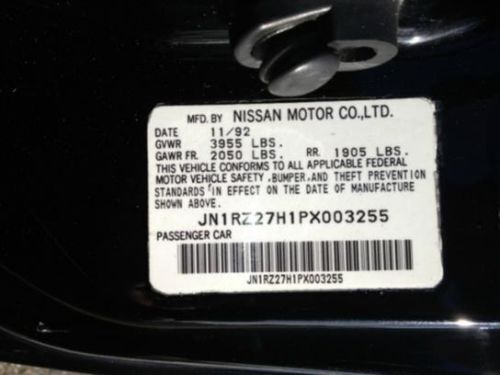 MFD. BY NISSAN MOTOR CO.,LTD.
DATE 11/92
GVWR 3955 LBS.
GAWR FR. 2050 LBS. RR. 1905 LBS.
THIS VEHICLE CONFORMS TO ALL APPLICABLE FEDERAL
MOTOR VEHICLE SAFETY, BUMPER, AND THEFT PREVENTION
STANDARDS IN EFFECT ON THE DATE OF MANUFACTURE
SHOWN ABOVE.
JN1RZ27H1PX003255
PASSENGER CAR
JN1RZ27H1PX003255